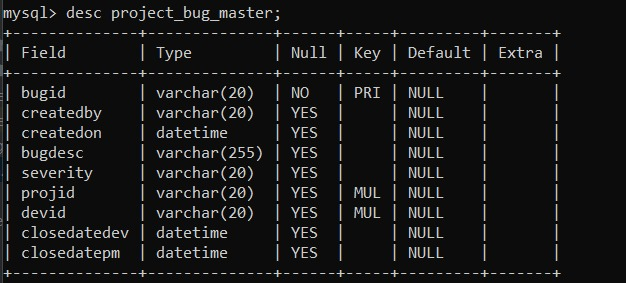 mysql> desc project_bug_master;
+--------------+--------------+------+-----+---------+-------+
| Field        | Type         | Null | Key | Default | Extra |
+--------------+--------------+------+-----+---------+-------+
| bugid        | varchar(20)  | NO   | PRI | NULL    |       |
| createdby    | varchar(20)  | YES  |     | NULL    |       |
| createdon    | datetime     | YES  |     | NULL    |       |
| bugdesc      | varchar(255) | YES  |     | NULL    |       |
| severity     | varchar(20)  | YES  |     | NULL    |       |
| projid       | varchar(20)  | YES  | MUL | NULL    |       |
| devid        | varchar(20)  | YES  | MUL | NULL    |       |
| closedatedev | datetime     | YES  |     | NULL    |       |
| closedatepm  | datetime     | YES  |     | NULL    |       |
+--------------+--------------+------+-----+---------+-------+